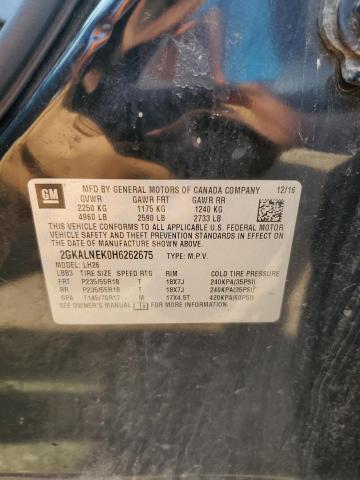 GM
MFD BY GENERAL MOTORS OF CANADA COMPANY 12/16
GVWR GAWR FRT GAWR RR
2250 KG 1175 KG 1240 KG
4960 LB 2590 LB 2733 LB
THIS VEHICLE CONFORMS TO ALL APPLICABLE U.S. FEDERAL MOTOR
VEHICLE SAFETY AND THEFT PREVENTION STANDARDS IN EFFECT ON THE DATE OF
MANUFACTURE SHOWN ABOVE.
2GKALNEK0H6262675 TYPE: M.P.V.
MODEL: LH26
LBB3 TIRE SIZE SPEED RTG RIM COLD TIRE PRESSURE
FRT P235/55R18 T 18X7J 240KPA(35PSI)
RR P235/55R18 T 18X7J 240KPA(35PSI)
SPA T145/70R17 M 17X4.5T 420KPA(60PSI)
SEE OWNER'S MANUAL FOR MORE INFORMATION